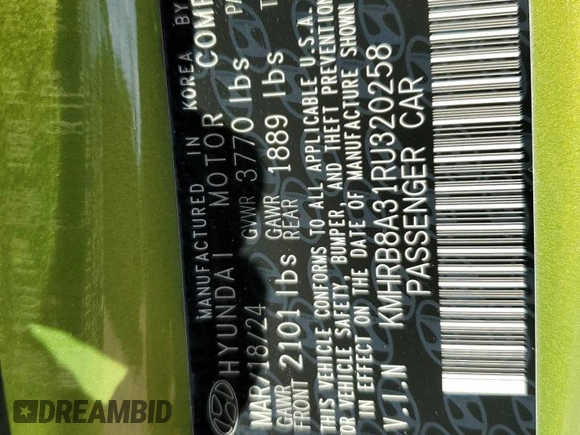 MANUFACTURED IN KOREA BY
HYUNDAI MOTOR COMP
MAR/18/24 GVWR 3770 lbs
GAWR FRONT 2101 lbs GAWR REAR 1889 lbs
THIS VEHICLE CONFORMS TO ALL APPLICABLE U.S.A.
VEHICLE SAFETY, BUMPER, AND THEFT PREVENTION
IN EFFECT ON THE DATE OF MANUFACTURE SHOWN
V.I.N KMHRB8A31RU320258
PASSENGER CAR
DREAMBID